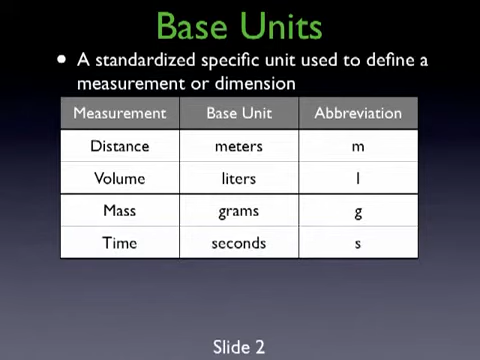 Base Units
• A standardized specific unit used to define a
measurement or dimension
Measurement Base Unit Abbreviation
Distance meters m
Volume liters l
Mass grams g
Time seconds s
Slide 2